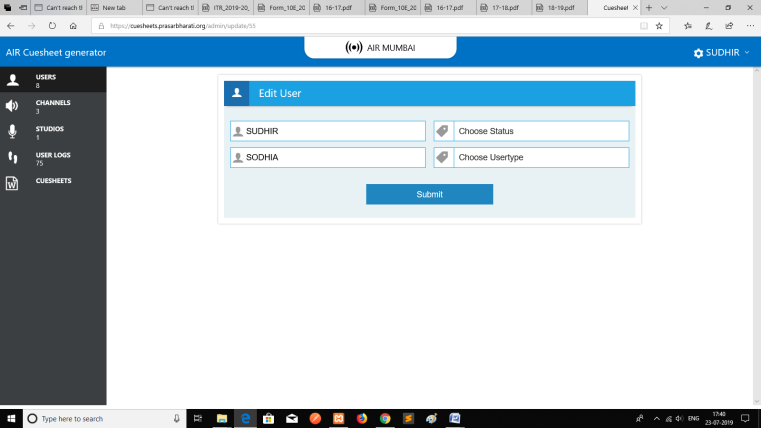 Can't reach tl
New tab
Can't reach tl
ITR_2019-20_
Form_10E_20
16-17.pdf
Form_10E_20
16-17.pdf
17-18.pdf
18-19.pdf
Cuesheet
https://cuesheets.prasarbharati.org/admin/update/55
AIR Cuesheet generator
AIR MUMBAI
SUDHIR
USERS
8
CHANNELS
3
STUDIOS
1
USER LOGS
75
CUESHEETS
Edit User
SUDHIR
Choose Status
SODHIA
Choose Usertype
Submit
Type here to search
ENG
17:40
23-07-2019